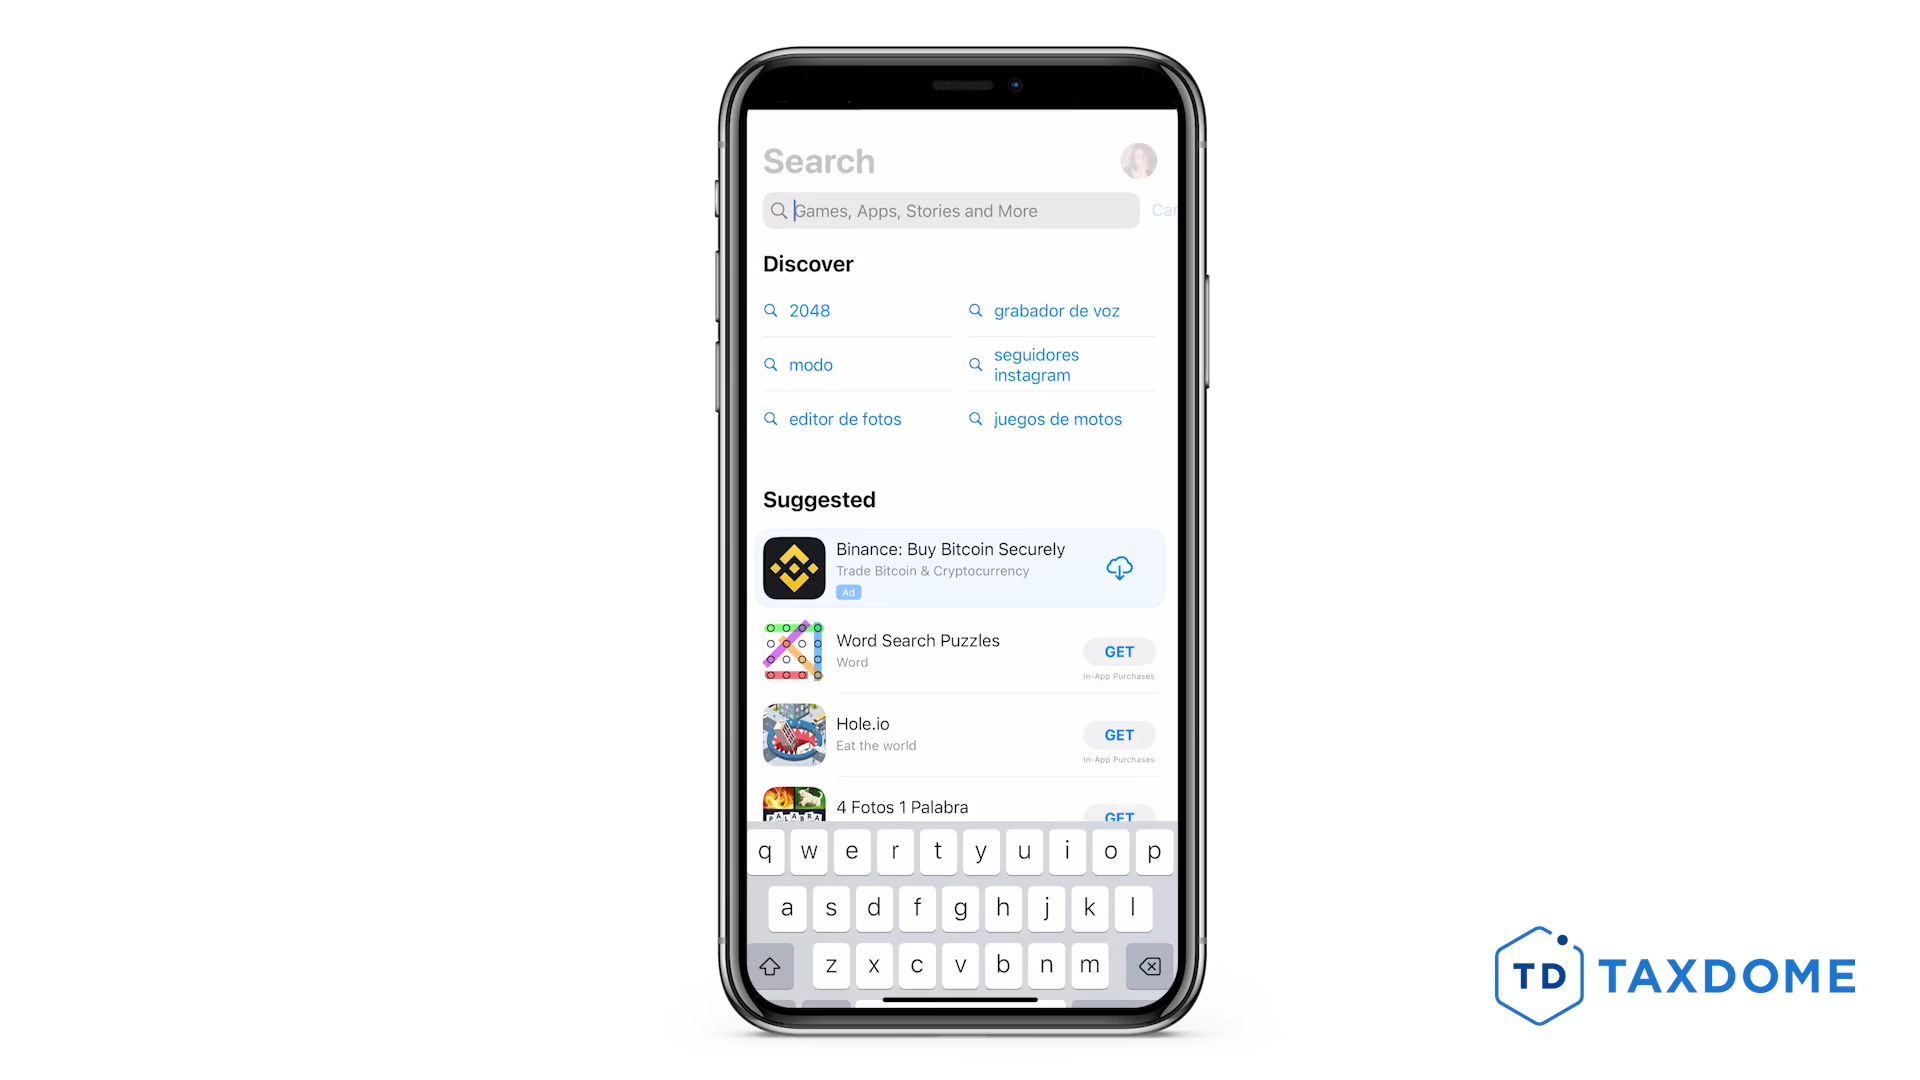 Search
Games, Apps, Stories and More
Discover
2048
grabador de voz
modo
seguidores
instagram
editor de fotos
juegos de motos
Suggested
Binance: Buy Bitcoin Securely
Trade Bitcoin & Cryptocurrency
Ad
Word Search Puzzles
Word
GET
In-App Purchases
Hole.io
Eat the world
GET
In-App Purchases
4 Fotos 1 Palabra
PALABRA
GET
q w e r t y u i o p
a s d f g h j k l
z x c v b n m
TD TAXDOME